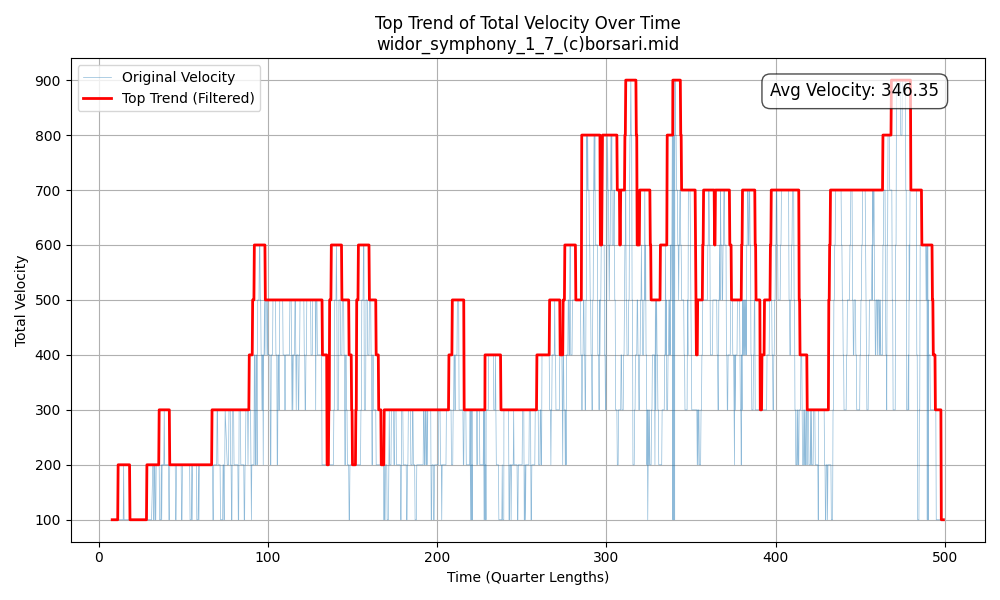 Top Trend of Total Velocity Over Time
widor_symphony_1_7_(c)borsari.mid
Original Velocity
Top Trend (Filtered)
Avg Velocity: 346.35
Total Velocity
900
800
700
600
500
400
300
200
100
0
100
200
300
400
500
Time (Quarter Lengths)